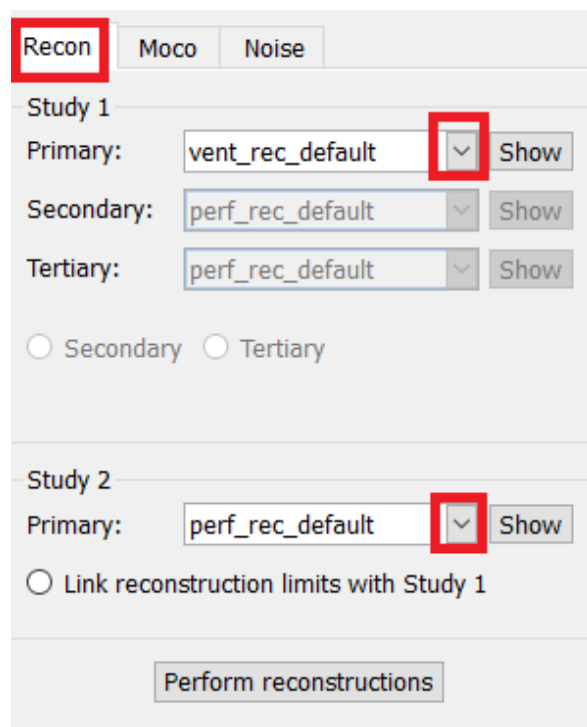 Recon Moco Noise
Study 1
Primary: vent_rec_default Show
Secondary: perf_rec_default Show
Tertiary: perf_rec_default Show
Secondary Tertiary
Study 2
Primary: perf_rec_default Show
Link reconstruction limits with Study 1
Perform reconstructions